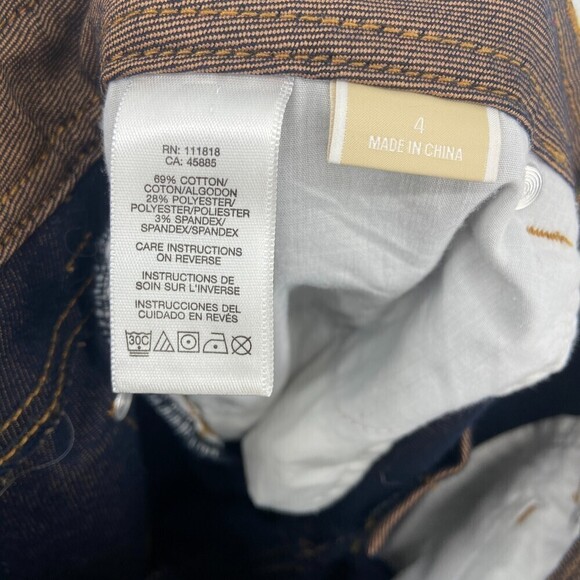 RN: 111818
CA: 45885
69% COTTON/
COTTON/ALGODON
28% POLYESTER/
POLYESTER/POLIESTER
3% SPANDEX/
SPANDEX/SPANDEX
CARE INSTRUCTIONS
ON REVERSE
INSTRUCTIONS DE
SOIN SUR L'INVERSE
INSTRUCCIONES DEL
CUIDADO EN REVÉS
30C
4
MADE IN CHINA